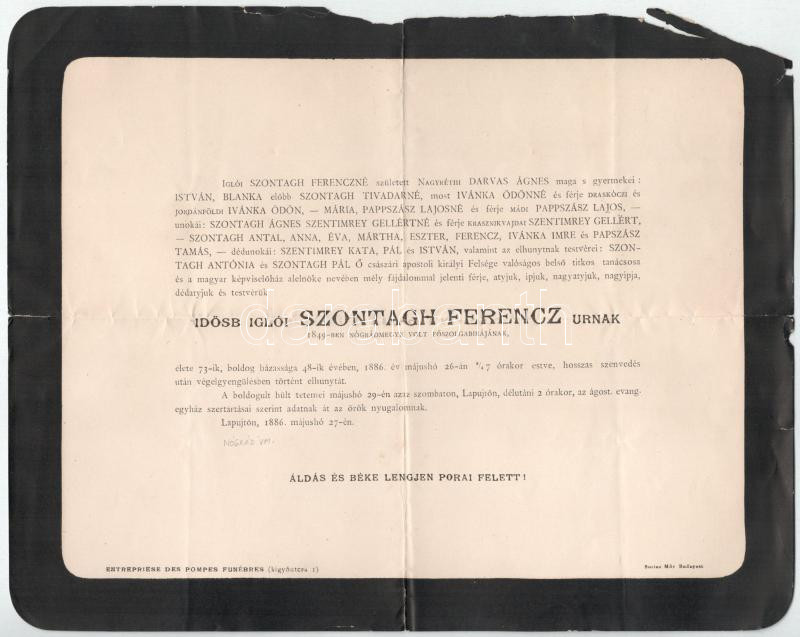 Iglói SZONTAGH FERENCZNÉ született Nagyréthi DARVAS ÁGNES maga s gyermekei :
ISTVÁN, BLANKA előbb SZONTAGH TIVADARNÉ, most IVÁNKA ÖDÖNNÉ és férje draskóczi és
jordánföldi IVÁNKA ÖDÖN, — MÁRIA, PAPPSZÁSZ LAJOSNÉ és férje mádi PAPPSZÁSZ LAJOS, —
unokái: SZONTAGH ÁGNES SZENTIMREY GELLÉRTNÉ és férje krasznikvajdai SZENTIMREY GELLÉRT,
— SZONTAGH ANTAL, ANNA, ÉVA, MÁRTHA, ESZTER, FERENCZ, IVÁNKA IMRE és PAPSZÁSZ
TAMÁS, — dédunokái: SZENTIMREY KATA, PÁL és ISTVÁN, valamint az elhunytnak testvérei: SZON-
TAGH ANTÓNIA és SZONTAGH PÁL Ő császári apostoli királyi Felsége valóságos belső titkos tanácsosa
és a magyar képviselőház alelnöke nevében mély fájdalommal jelenti férje, atyjuk, ipjuk, nagyatyjuk, nagyipja,
dédatyjuk és testvérük
IDŐSB IGLÓI SZONTAGH FERENCZ URNAK
1849-BEN NÓGRÁDMEGYE VOLT FŐSZOLGABIRÁJÁNAK,
darabanth
élete 73-ik, boldog házassága 48-ik évében, 1886. év májushó 26-án 3/4 7 órakor estve, hosszas szenvedés
után végelgyengülésben történt elhunytát.
A boldogult hült tetemei májushó 29-én azaz szombaton, Lapujtőn, délutáni 2 órakor, az ágost. evang.
egyház szertartásai szerint adatnak át az örök nyugalomnak.
Lapujtőn, 1886. májushó 27-én.
NÓGRÁD VM.
ÁLDÁS ÉS BÉKE LENGJEN PORAI FELETT!
ENTREPRIESE DES POMPES FUNÈBRES (kigyóutcza 1)
Burian Mór Budapest